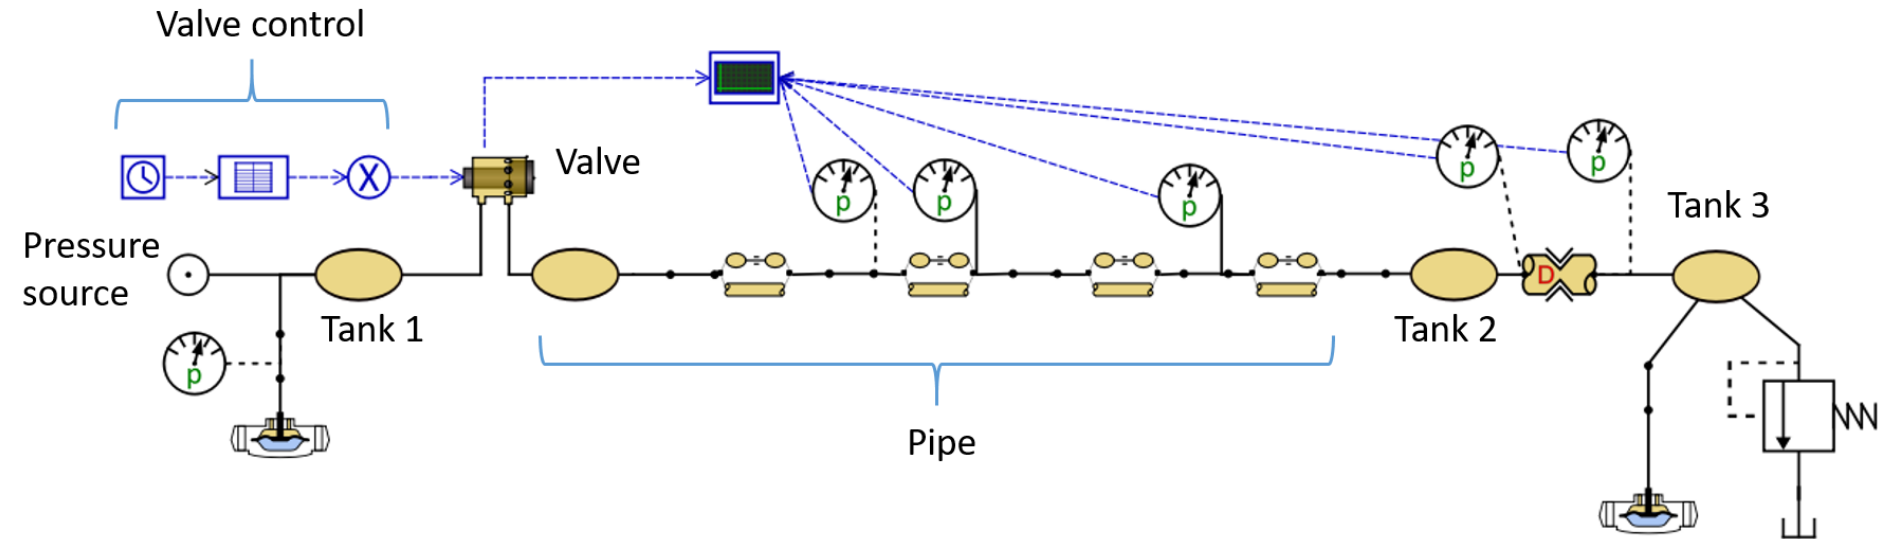 Valve control
X
Valve
p
p
p
p
p
Tank 3
Pressure
source
D
Tank 1
Tank 2
p
Pipe